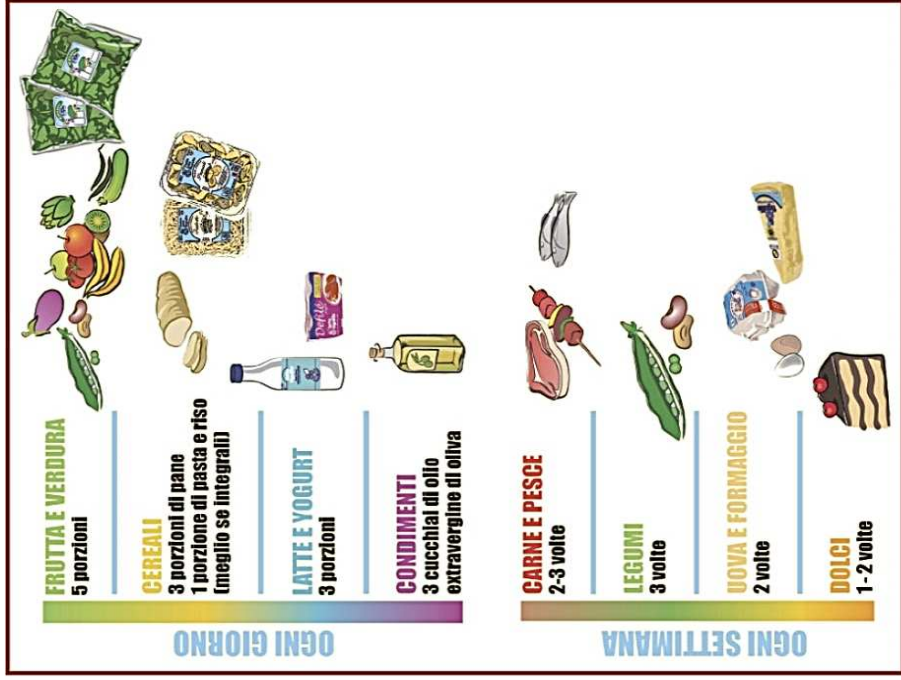 OGNI GIORNO
FRUTTA E VERDURA
5 porzioni
CEREALI
3 porzioni di pane
1 porzione di pasta e riso
(meglio se integrali)
LATTE E YOGURT
3 porzioni
CONDIMENTI
3 cucchiai di olio
extravergine di oliva
OGNI SETTIMANA
CARNE E PESCE
2-3 volte
LEGUMI
3 volte
UOVA E FORMAGGIO
2 volte
DOLCI
1 - 2 volte